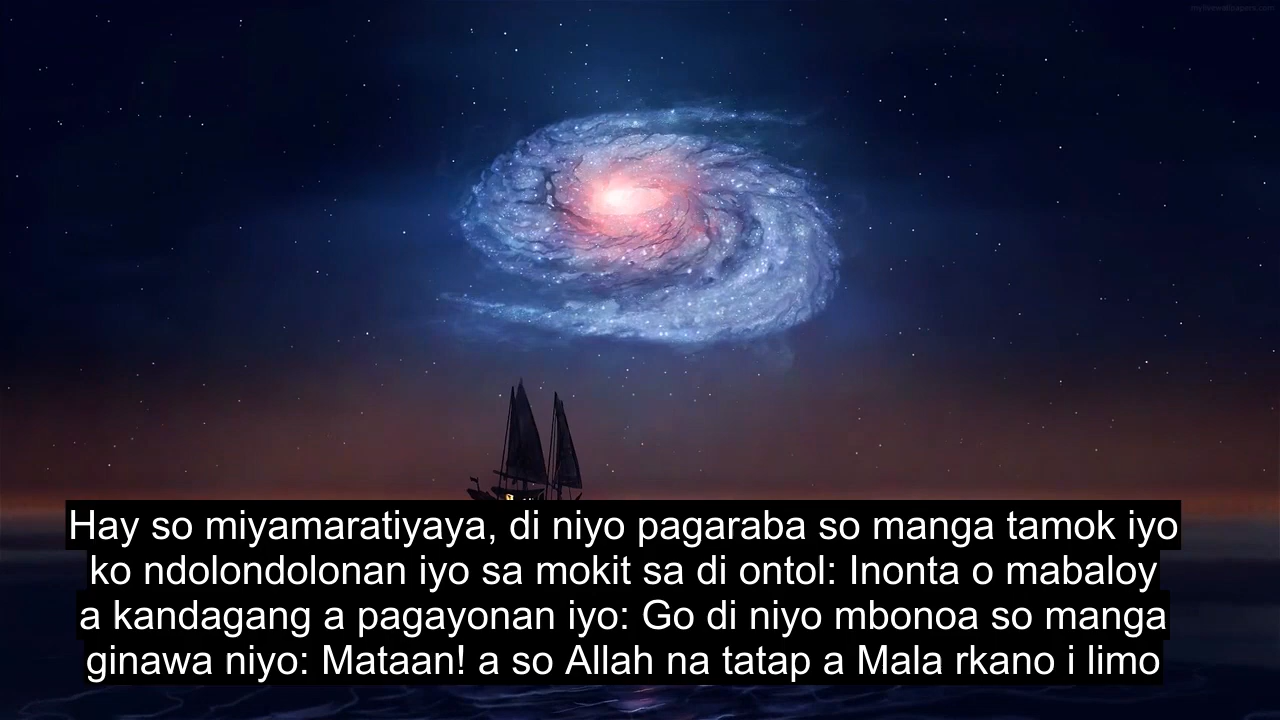 Hay so miyamaratiyaya, di niyo pagaraba so manga tamok iyo
ko ndolondolonan iyo sa mokit sa di ontol: Inonta o mabaloy
a kandagang a pagayonan iyo: Go di niyo mbonoa so manga
ginawa niyo: Mataan! a so Allah na tatap a Mala rkano i limo